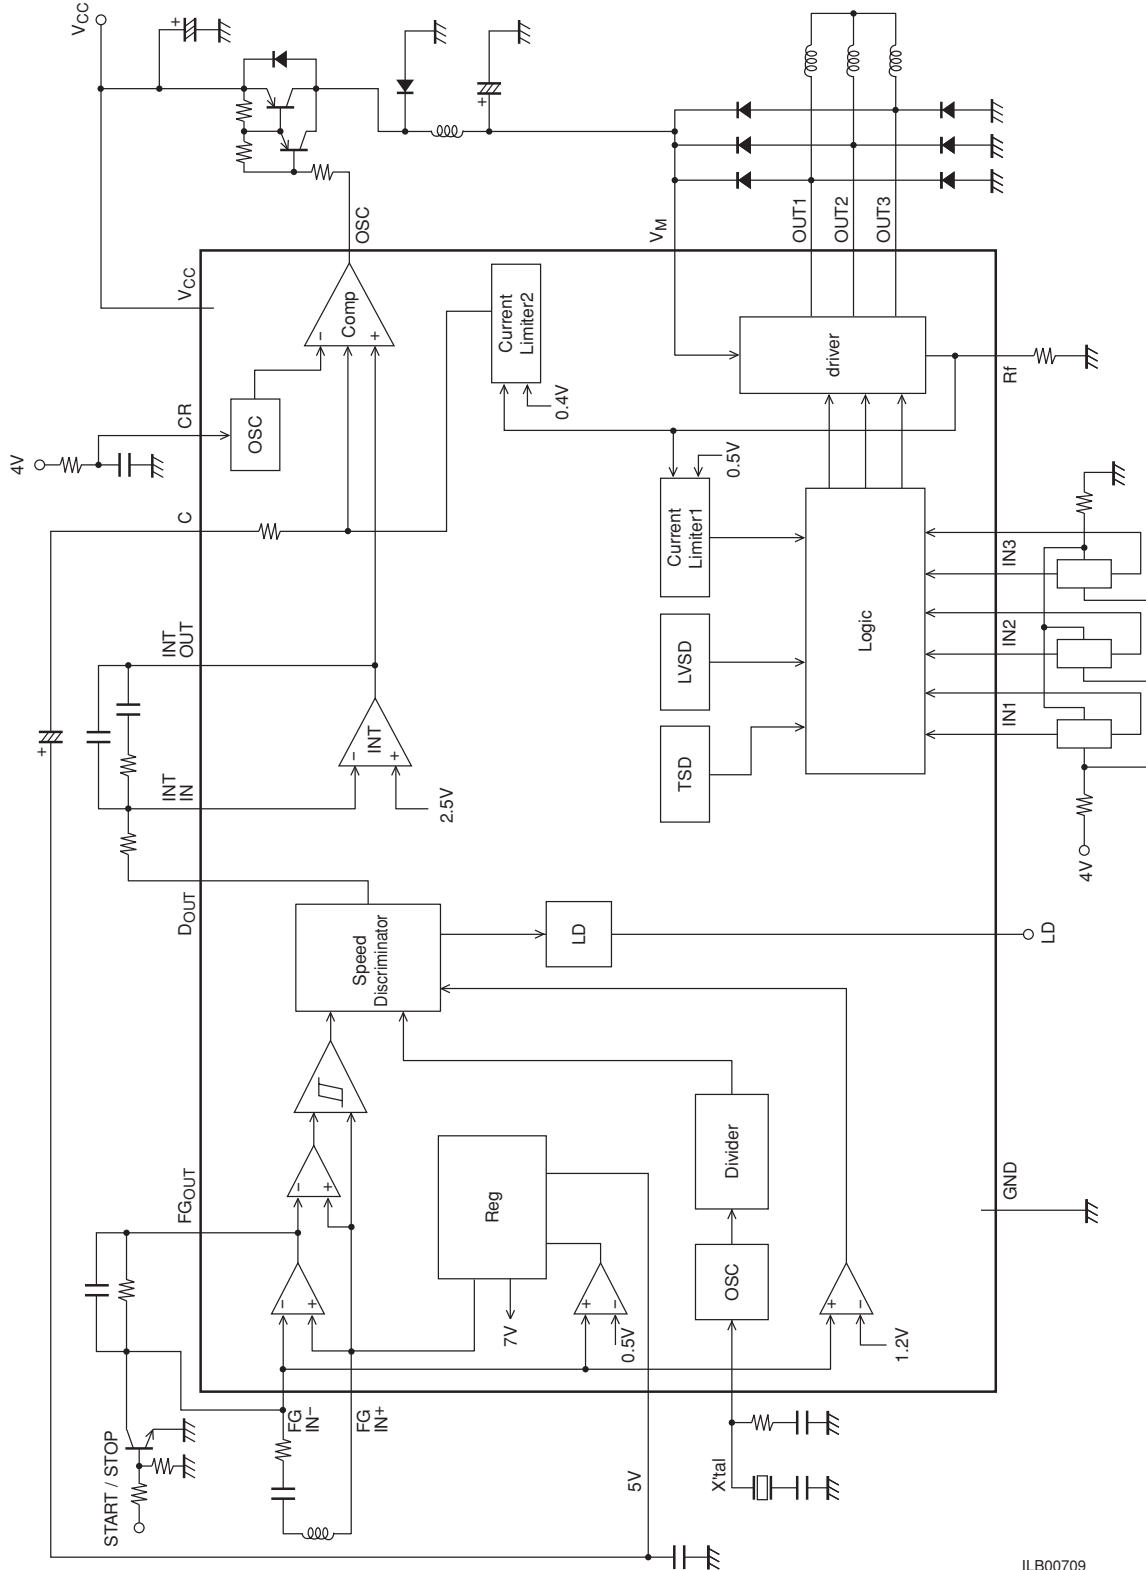 VCC
4V
VCC
CR
C
INT
OUT
INT
IN
DOUT
FGOUT
START / STOP
OSC
+
+
Comp
−
+
OSC
Current
Limiter2
0.4V
VM
OUT1
OUT2
OUT3
driver
Rf
Current
Limiter1
0.5V
LVSD
TSD
Logic
IN3
IN2
IN1
4V
+
INT
−
+
2.5V
Speed
Discriminator
LD
LD
−
+
−
+
Reg
7V
+
−
0.5V
Divider
OSC
+
−
1.2V
GND
FG
IN−
FG
IN+
5V
X'tal
ILB00709